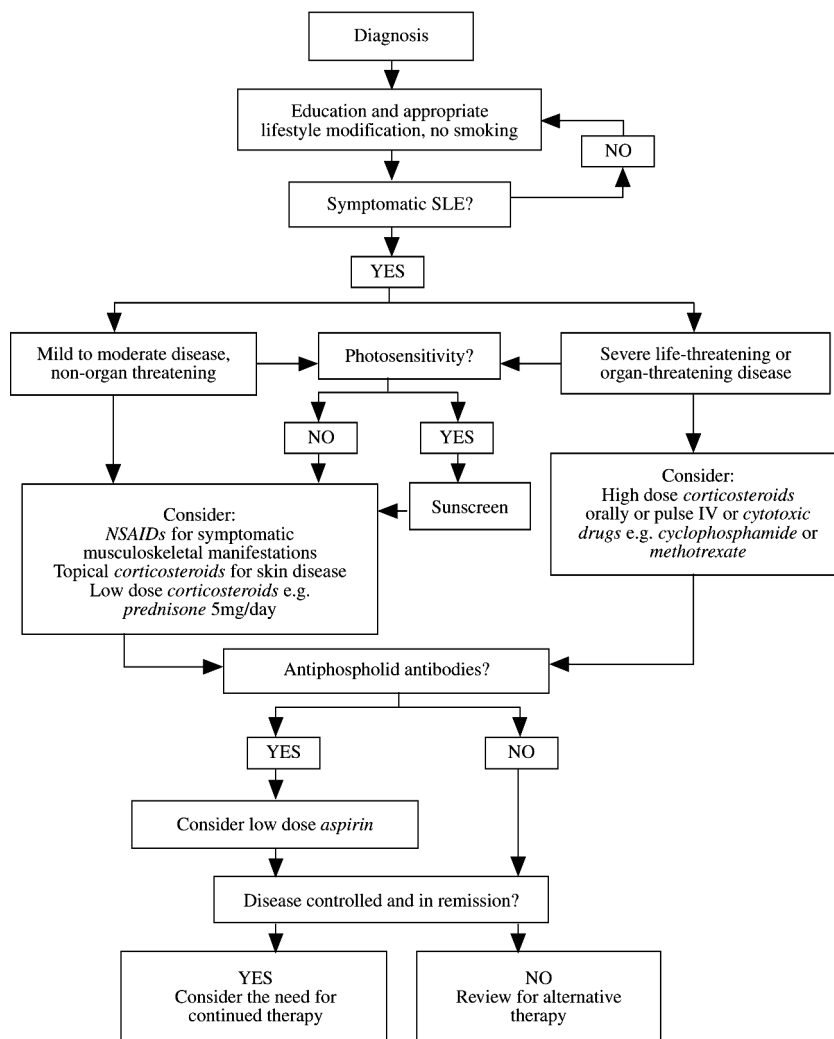 Diagnosis
Education and appropriate
lifestyle modification, no smoking
NO
Symptomatic SLE?
YES
Mild to moderate disease,
non-organ threatening
Photosensitivity?
Severe life-threatening or
organ-threatening disease
NO
YES
Sunscreen
Consider:
NSAIDs for symptomatic
musculoskeletal manifestations
Topical corticosteroids for skin disease
Low dose corticosteroids e.g.
prednisone 5mg/day
Consider:
High dose corticosteroids
orally or pulse IV or cytotoxic
drugs e.g. cyclophosphamide or
methotrexate
Antiphospholid antibodies?
YES
NO
Consider low dose aspirin
Disease controlled and in remission?
YES
Consider the need for
continued therapy
NO
Review for alternative
therapy